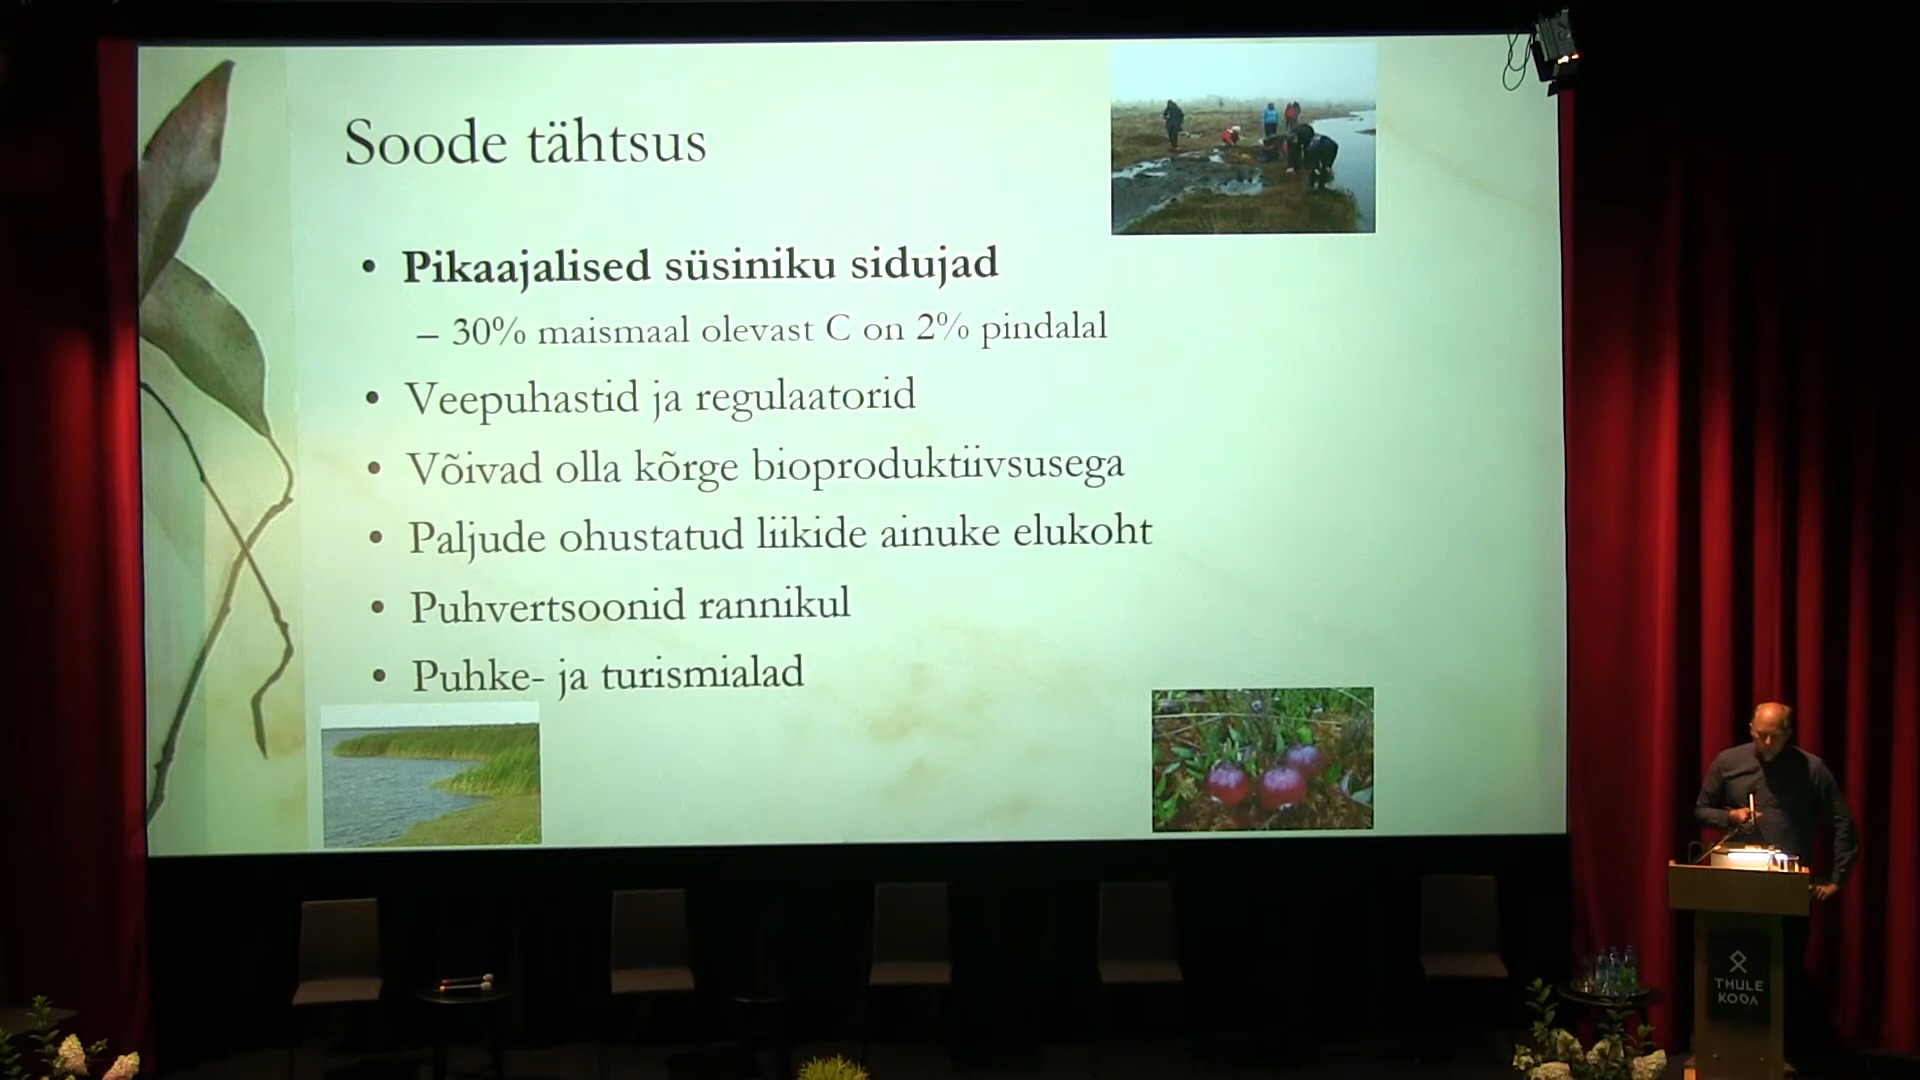 Soode tähtsus
• Pikaajalised süsiniku sidujad
– 30% maismaal olevast C on 2% pindalal
• Veepuhastid ja regulaatorid
• Võivad olla kõrge bioproduktiivsusega
• Paljude ohustatud liikide ainuke elukoht
• Puhvertsoonid rannikul
• Puhke- ja turismialad
THULE
KODA